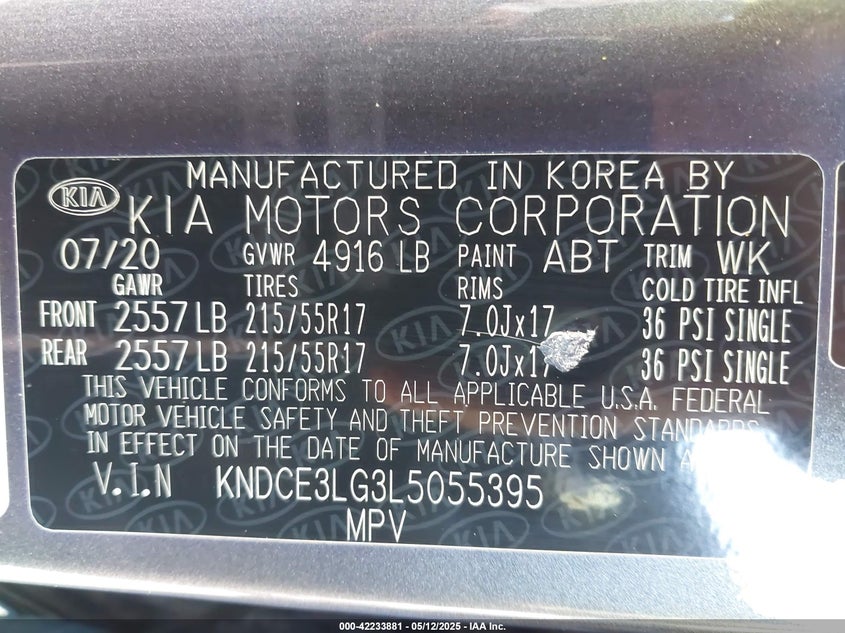 MANUFACTURED IN KOREA BY
KIA KIA MOTORS CORPORATION
07/20 GVWR 4916 LB PAINT ABT TRIM WK
GAWR TIRES RIMS COLD TIRE INFL
FRONT 2557 LB 215/55R17 7.0Jx17 36 PSI SINGLE
REAR 2557 LB 215/55R17 7.0Jx17 36 PSI SINGLE
THIS VEHICLE CONFORMS TO ALL APPLICABLE U.S.A. FEDERAL
MOTOR VEHICLE SAFETY AND THEFT PREVENTION STANDARDS
IN EFFECT ON THE DATE OF MANUFACTURE SHOWN
V.I.N KNDCE3LG3L5055395
MPV
000-42233881 - 05/12/2025 - IAA Inc.